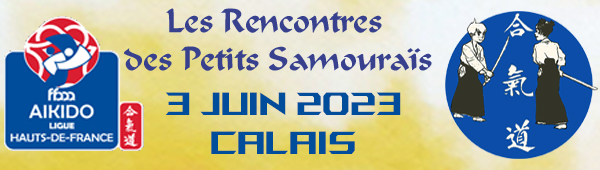 Les Rencontres
des Petits Samouraïs
3 JUIN 2023
CALAIS
ffbad
AIKIDO
LIGUE
HAUTS-DE-FRANCE
合氣道
合氣道